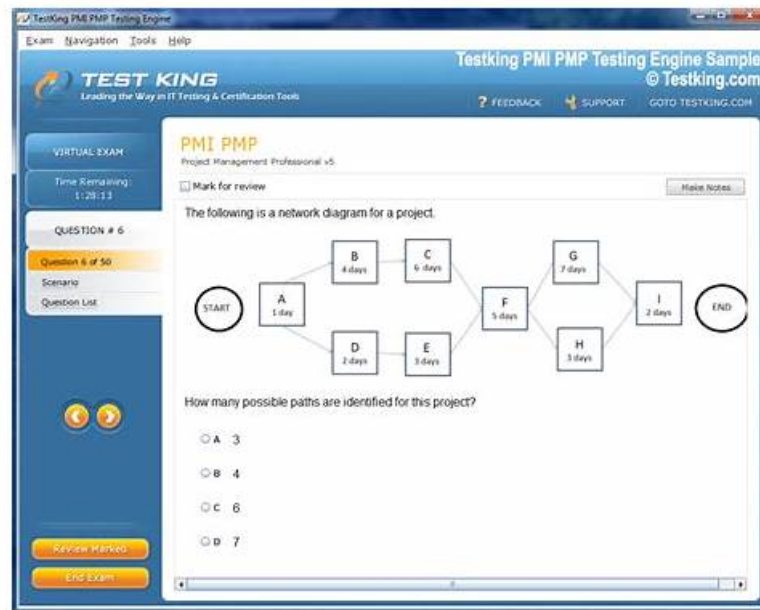 TestKing PMI PMP Testing Engine
Exam Navigation Tools Help
Testking PMI PMP Testing Engine Sample
© Testking.com
TEST KING
Leading the Way in IT Testing & Certification Tools
? FEEDBACK SUPPORT GOTO TESTKING.COM
VIRTUAL EXAM
Time Remaining:
1:28:13
QUESTION # 6
Question 6 of 50
Scenario
Question List
Review Marked
End Exam
PMI PMP
Project Management Professional v5
Mark for review
Make Notes
The following is a network diagram for a project.
START
A
1 day
B
4 days
C
6 days
D
2 days
E
3 days
F
5 days
G
7 days
H
3 days
I
2 days
END
How many possible paths are identified for this project?
A 3
B 4
C 6
D 7